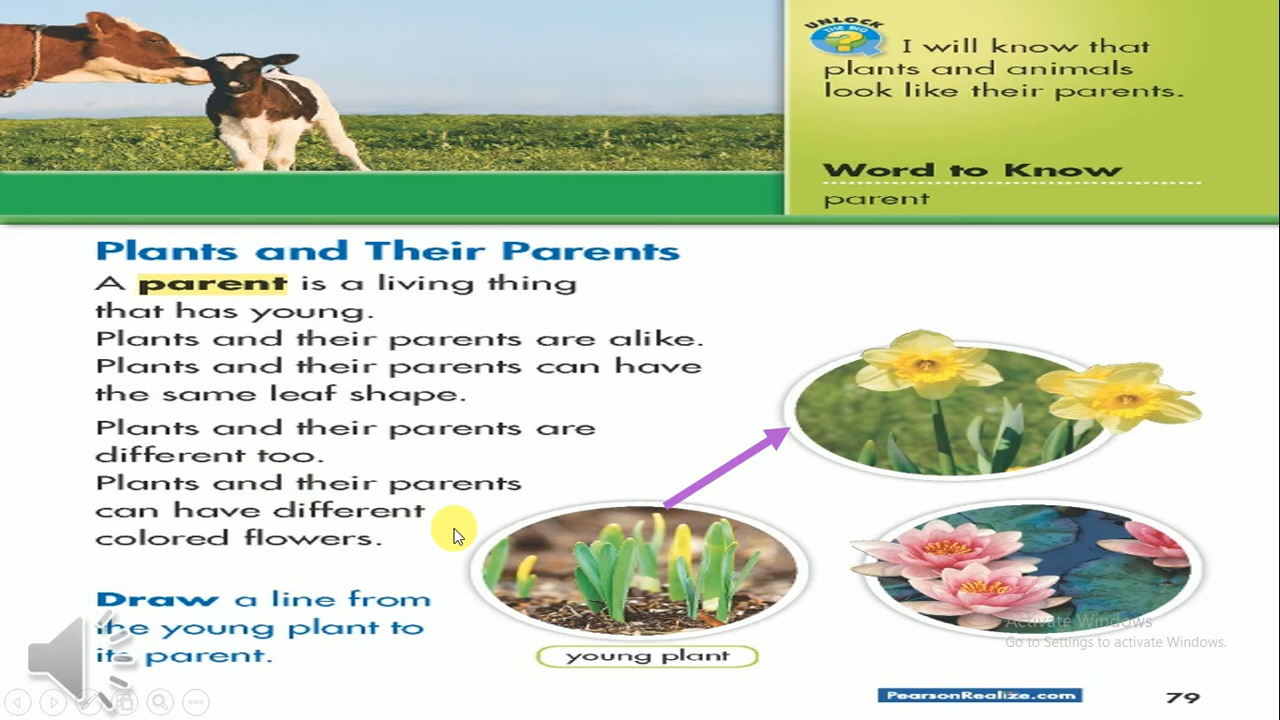 UNLOCK
THE BIG
?
I will know that
plants and animals
look like their parents.
Word to Know
parent
Plants and Their Parents
A parent is a living thing
that has young.
Plants and their parents are alike.
Plants and their parents can have
the same leaf shape.
Plants and their parents are
different too.
Plants and their parents
can have different
colored flowers.
Draw a line from
the young plant to
its parent.
young plant
Activate Windows
Go to Settings to activate Windows.
PearsonRealize.com
79